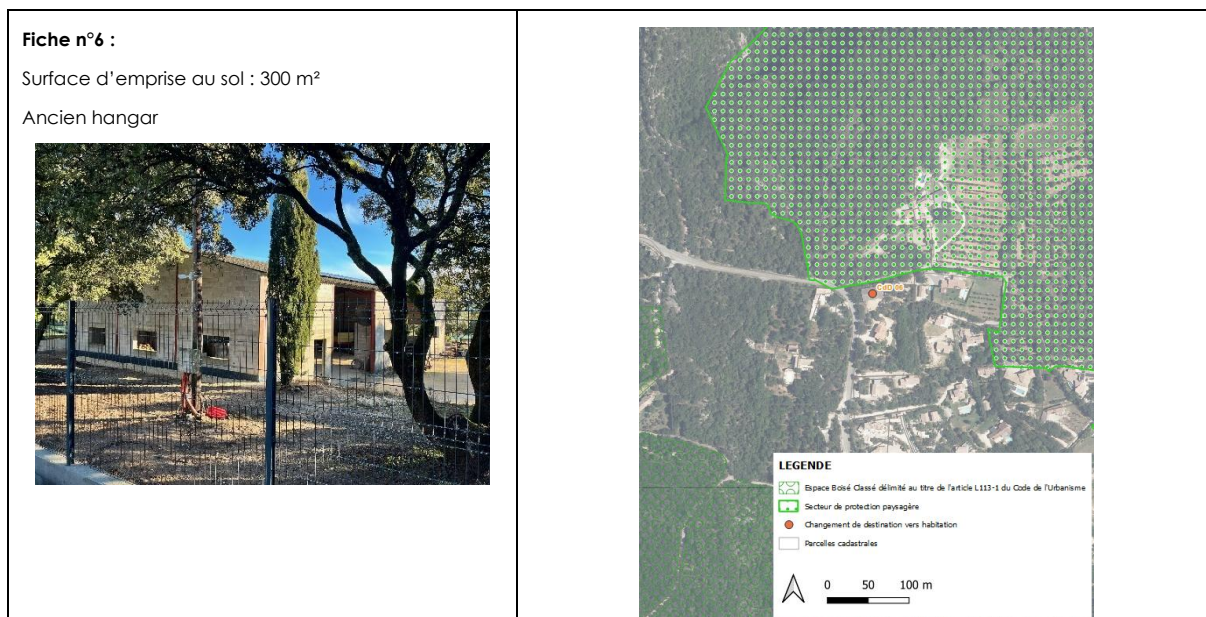 Fiche n°6 :
Surface d'emprise au sol : 300 m²
Ancien hangar
CdD_06
LEGENDE
Espace Boisé Classé délimité au titre de l'article L113-1 du Code de l'Urbanisme
Secteur de protection paysagère
Changement de destination vers habitation
Parcelles cadastrales
0 50 100 m